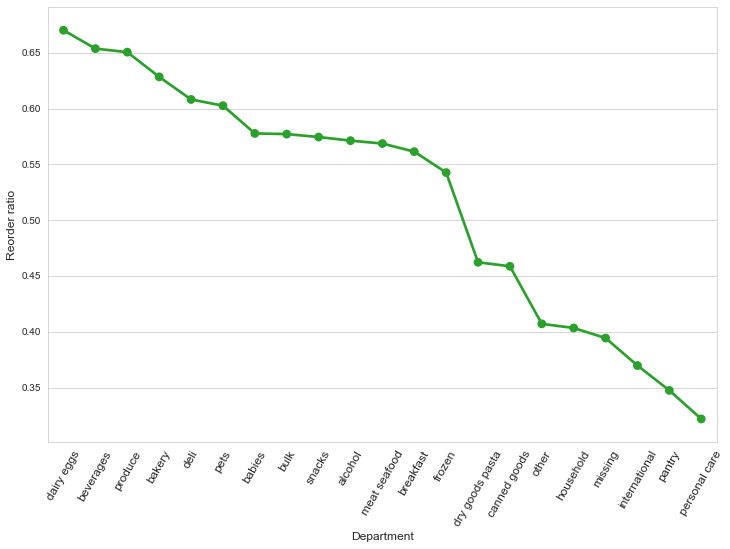 0.65
0.60
0.55
0.50
0.45
0.40
0.35
Reorder ratio
dairy eggs
beverages
produce
bakery
deli
pets
babies
bulk
snacks
alcohol
meat seafood
breakfast
frozen
dry goods pasta
canned goods
other
household
missing
international
pantry
personal care
Department